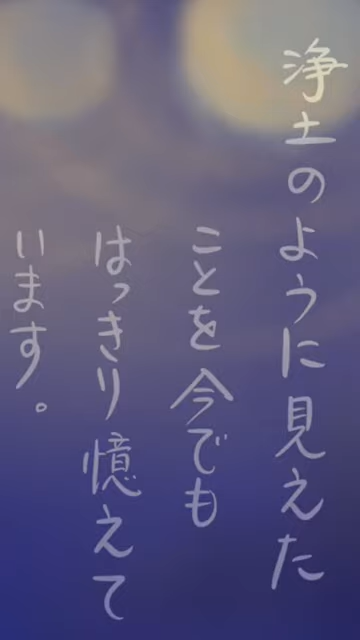 浄土のように見えた
ことを今でも
はっきり憶えて
います。